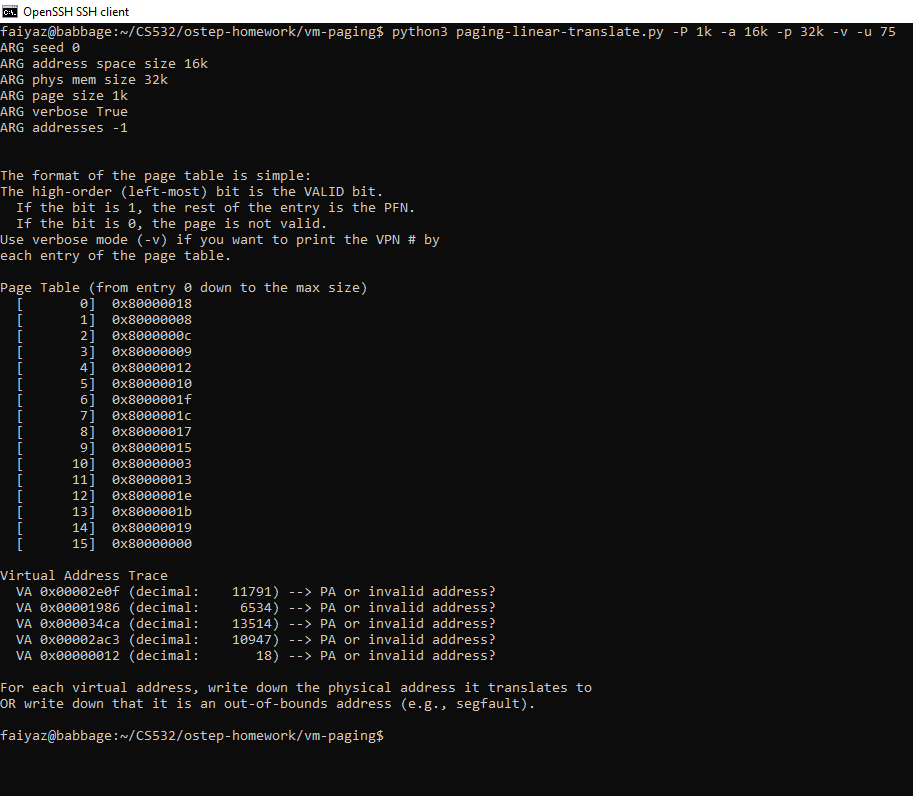 OpenSSH SSH client
faiyaz@babbage:~/CS532/ostep-homework/vm-paging$ python3 paging-linear-translate.py -P 1k -a 16k -p 32k -v -u 75
ARG seed 0
ARG address space size 16k
ARG phys mem size 32k
ARG page size 1k
ARG verbose True
ARG addresses -1
The format of the page table is simple:
The high-order (left-most) bit is the VALID bit.
  If the bit is 1, the rest of the entry is the PFN.
  If the bit is 0, the page is not valid.
Use verbose mode (-v) if you want to print the VPN # by
each entry of the page table.
Page Table (from entry 0 down to the max size)
  [       0]  0x80000018
  [       1]  0x80000008
  [       2]  0x8000000c
  [       3]  0x80000009
  [       4]  0x80000012
  [       5]  0x80000010
  [       6]  0x8000001f
  [       7]  0x8000001c
  [       8]  0x80000017
  [       9]  0x80000015
  [      10]  0x80000003
  [      11]  0x80000013
  [      12]  0x8000001e
  [      13]  0x8000001b
  [      14]  0x80000019
  [      15]  0x80000000
Virtual Address Trace
  VA 0x00002e0f (decimal:    11791) --> PA or invalid address?
  VA 0x00001986 (decimal:     6534) --> PA or invalid address?
  VA 0x000034ca (decimal:    13514) --> PA or invalid address?
  VA 0x00002ac3 (decimal:    10947) --> PA or invalid address?
  VA 0x00000012 (decimal:       18) --> PA or invalid address?
For each virtual address, write down the physical address it translates to
OR write down that it is an out-of-bounds address (e.g., segfault).
faiyaz@babbage:~/CS532/ostep-homework/vm-paging$